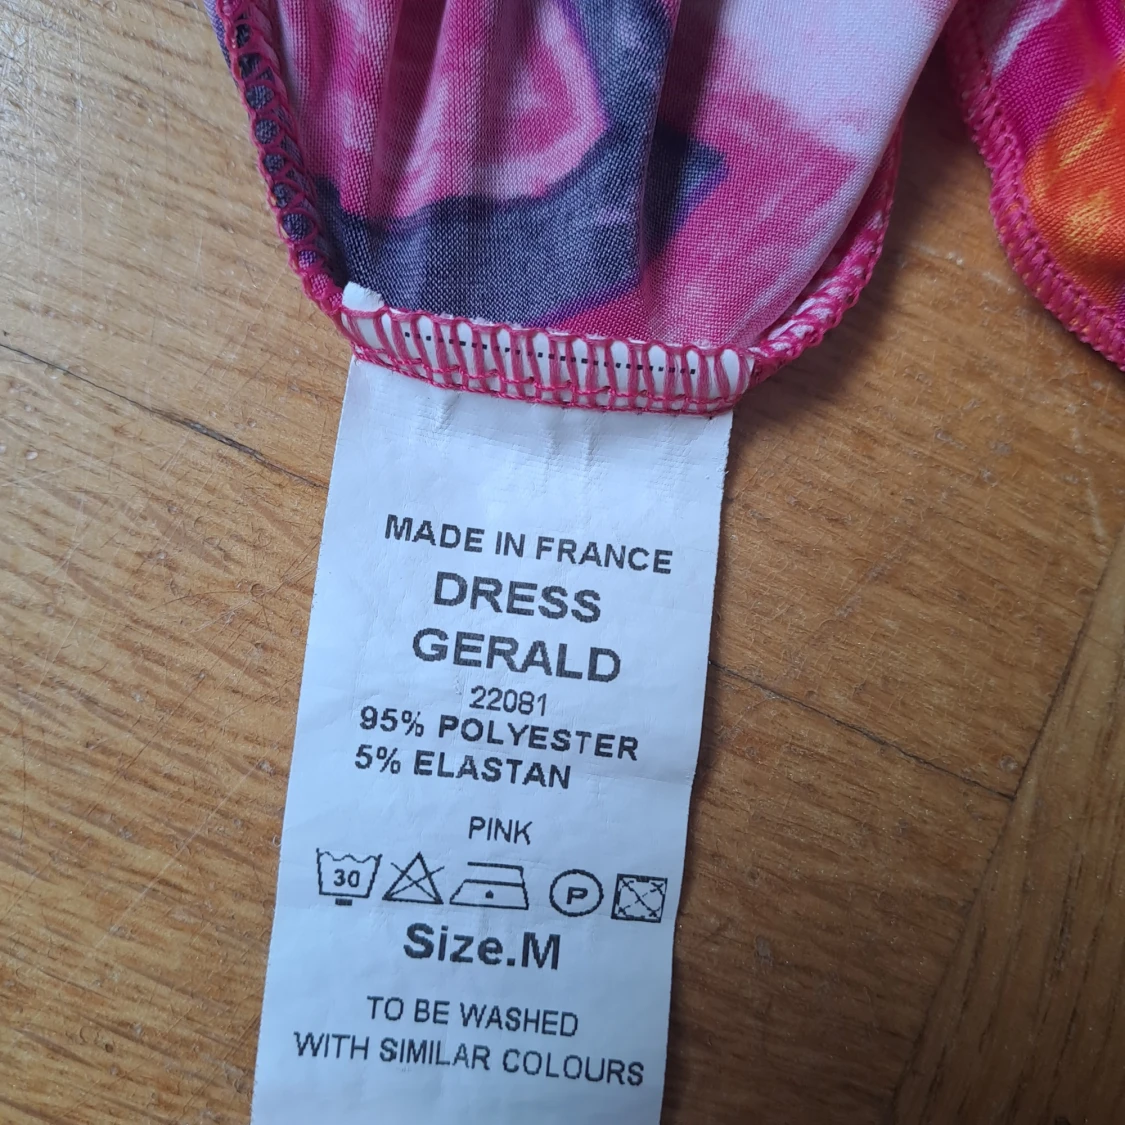 MADE IN FRANCE
DRESS
GERALD
22081
95% POLYESTER
5% ELASTAN
PINK
30 P
Size.M
TO BE WASHED
WITH SIMILAR COLOURS